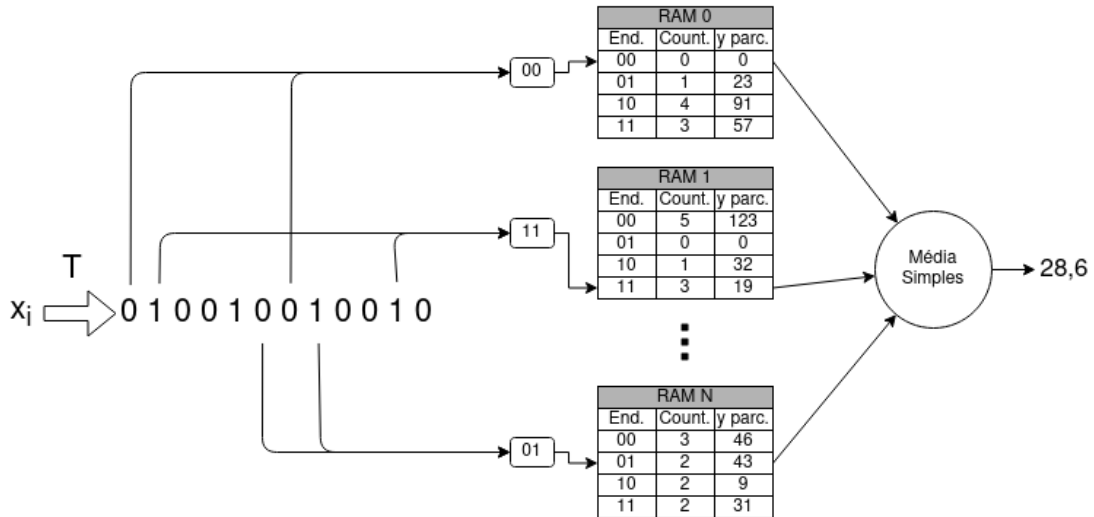 RAM 0
End. Count. y parc.
00 0 0
01 1 23
10 4 91
11 3 57
00
RAM 1
End. Count. y parc.
00 5 123
01 0 0
10 1 32
11 3 19
11
T
xi
0 1 0 0 1 0 0 1 0 0 1 0
Média
Simples
28,6
RAM N
End. Count. y parc.
00 3 46
01 2 43
10 2 9
11 2 31
01